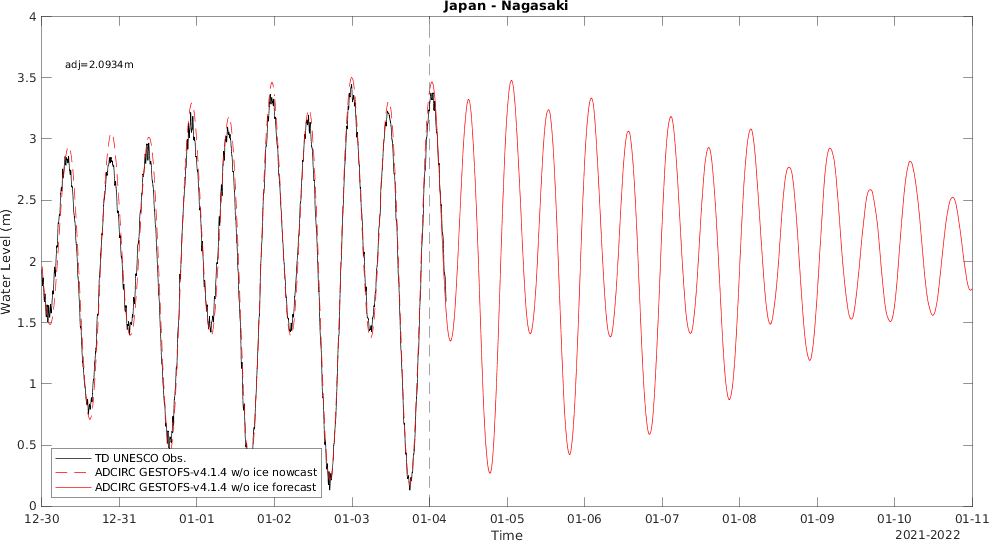 Japan - Nagasaki
4
adj=2.0934m
3.5
3
2.5
2
1.5
1
0.5
0
Water Level (m)
TD UNESCO Obs.
ADCIRC GESTOFS-v4.1.4 w/o ice nowcast
ADCIRC GESTOFS-v4.1.4 w/o ice forecast
12-30 12-31 01-01 01-02 01-03 01-04 01-05 01-06 01-07 01-08 01-09 01-10 01-11
Time
2021-2022